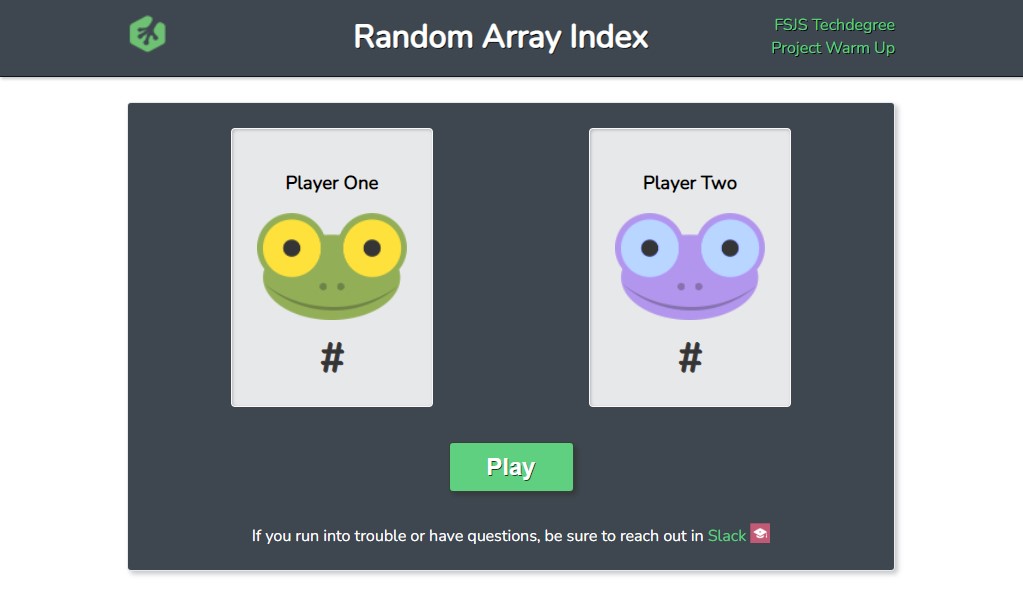 Random Array Index
FSJS Techdegree
Project Warm Up
Player One
#
Player Two
#
Play
If you run into trouble or have questions, be sure to reach out in Slack